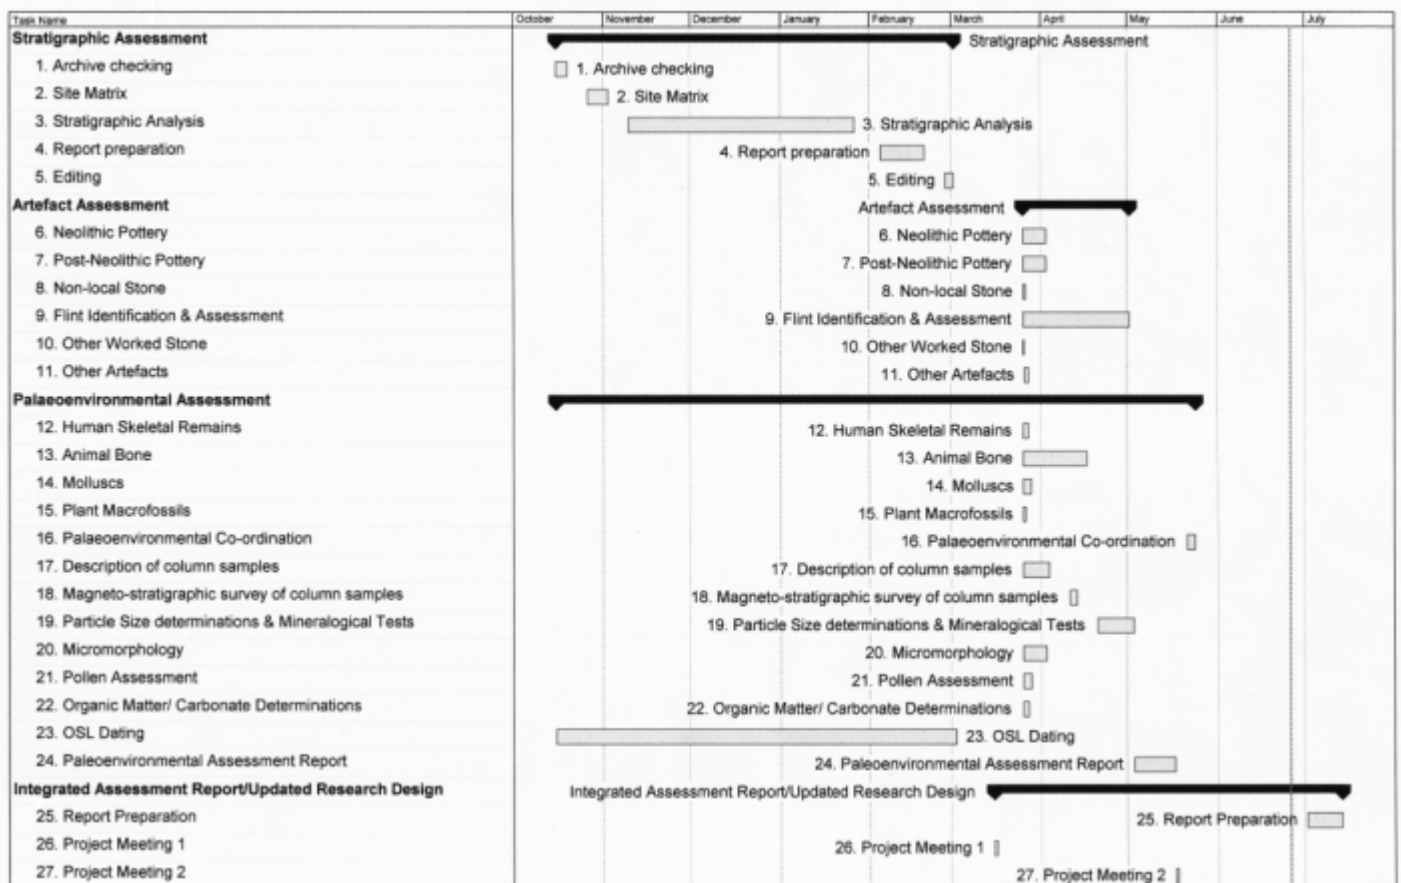 Task Name October November December January February March April May June July
Stratigraphic Assessment Stratigraphic Assessment
1. Archive checking 1. Archive checking
2. Site Matrix 2. Site Matrix
3. Stratigraphic Analysis 3. Stratigraphic Analysis
4. Report preparation 4. Report preparation
5. Editing 5. Editing
Artefact Assessment Artefact Assessment
6. Neolithic Pottery 6. Neolithic Pottery
7. Post-Neolithic Pottery 7. Post-Neolithic Pottery
8. Non-local Stone 8. Non-local Stone
9. Flint Identification & Assessment 9. Flint Identification & Assessment
10. Other Worked Stone 10. Other Worked Stone
11. Other Artefacts 11. Other Artefacts
Palaeoenvironmental Assessment
12. Human Skeletal Remains 12. Human Skeletal Remains
13. Animal Bone 13. Animal Bone
14. Molluscs 14. Molluscs
15. Plant Macrofossils 15. Plant Macrofossils
16. Palaeoenvironmental Co-ordination 16. Palaeoenvironmental Co-ordination
17. Description of column samples 17. Description of column samples
18. Magneto-stratigraphic survey of column samples 18. Magneto-stratigraphic survey of column samples
19. Particle Size determinations & Mineralogical Tests 19. Particle Size determinations & Mineralogical Tests
20. Micromorphology 20. Micromorphology
21. Pollen Assessment 21. Pollen Assessment
22. Organic Matter/ Carbonate Determinations 22. Organic Matter/ Carbonate Determinations
23. OSL Dating 23. OSL Dating
24. Paleoenvironmental Assessment Report 24. Paleoenvironmental Assessment Report
Integrated Assessment Report/Updated Research Design Integrated Assessment Report/Updated Research Design
25. Report Preparation 25. Report Preparation
26. Project Meeting 1 26. Project Meeting 1
27. Project Meeting 2 27. Project Meeting 2